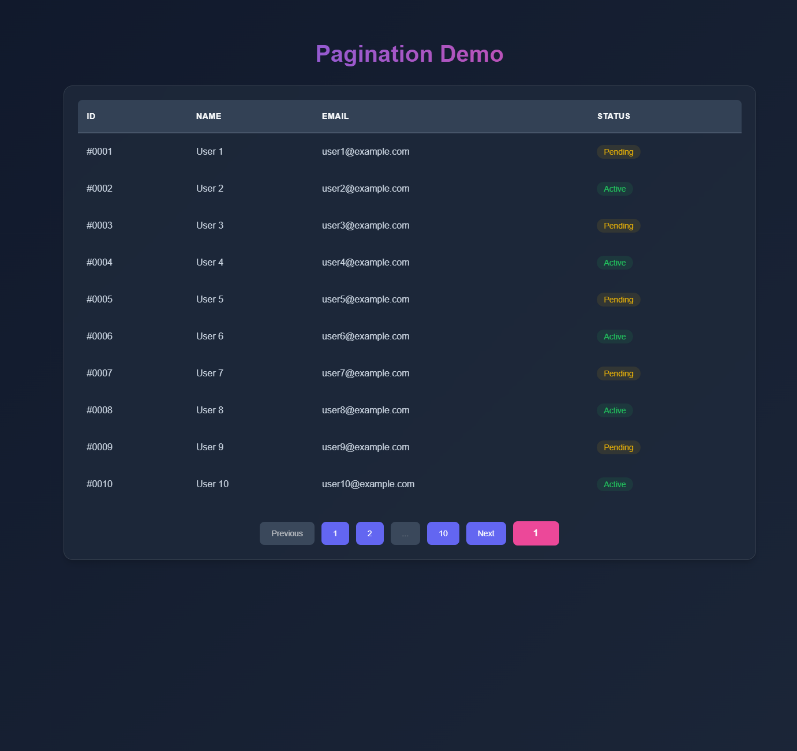 Pagination Demo
ID NAME EMAIL STATUS
#0001 User 1 user1@example.com Pending
#0002 User 2 user2@example.com Active
#0003 User 3 user3@example.com Pending
#0004 User 4 user4@example.com Active
#0005 User 5 user5@example.com Pending
#0006 User 6 user6@example.com Active
#0007 User 7 user7@example.com Pending
#0008 User 8 user8@example.com Active
#0009 User 9 user9@example.com Pending
#0010 User 10 user10@example.com Active
Previous 1 2 ... 10 Next 1